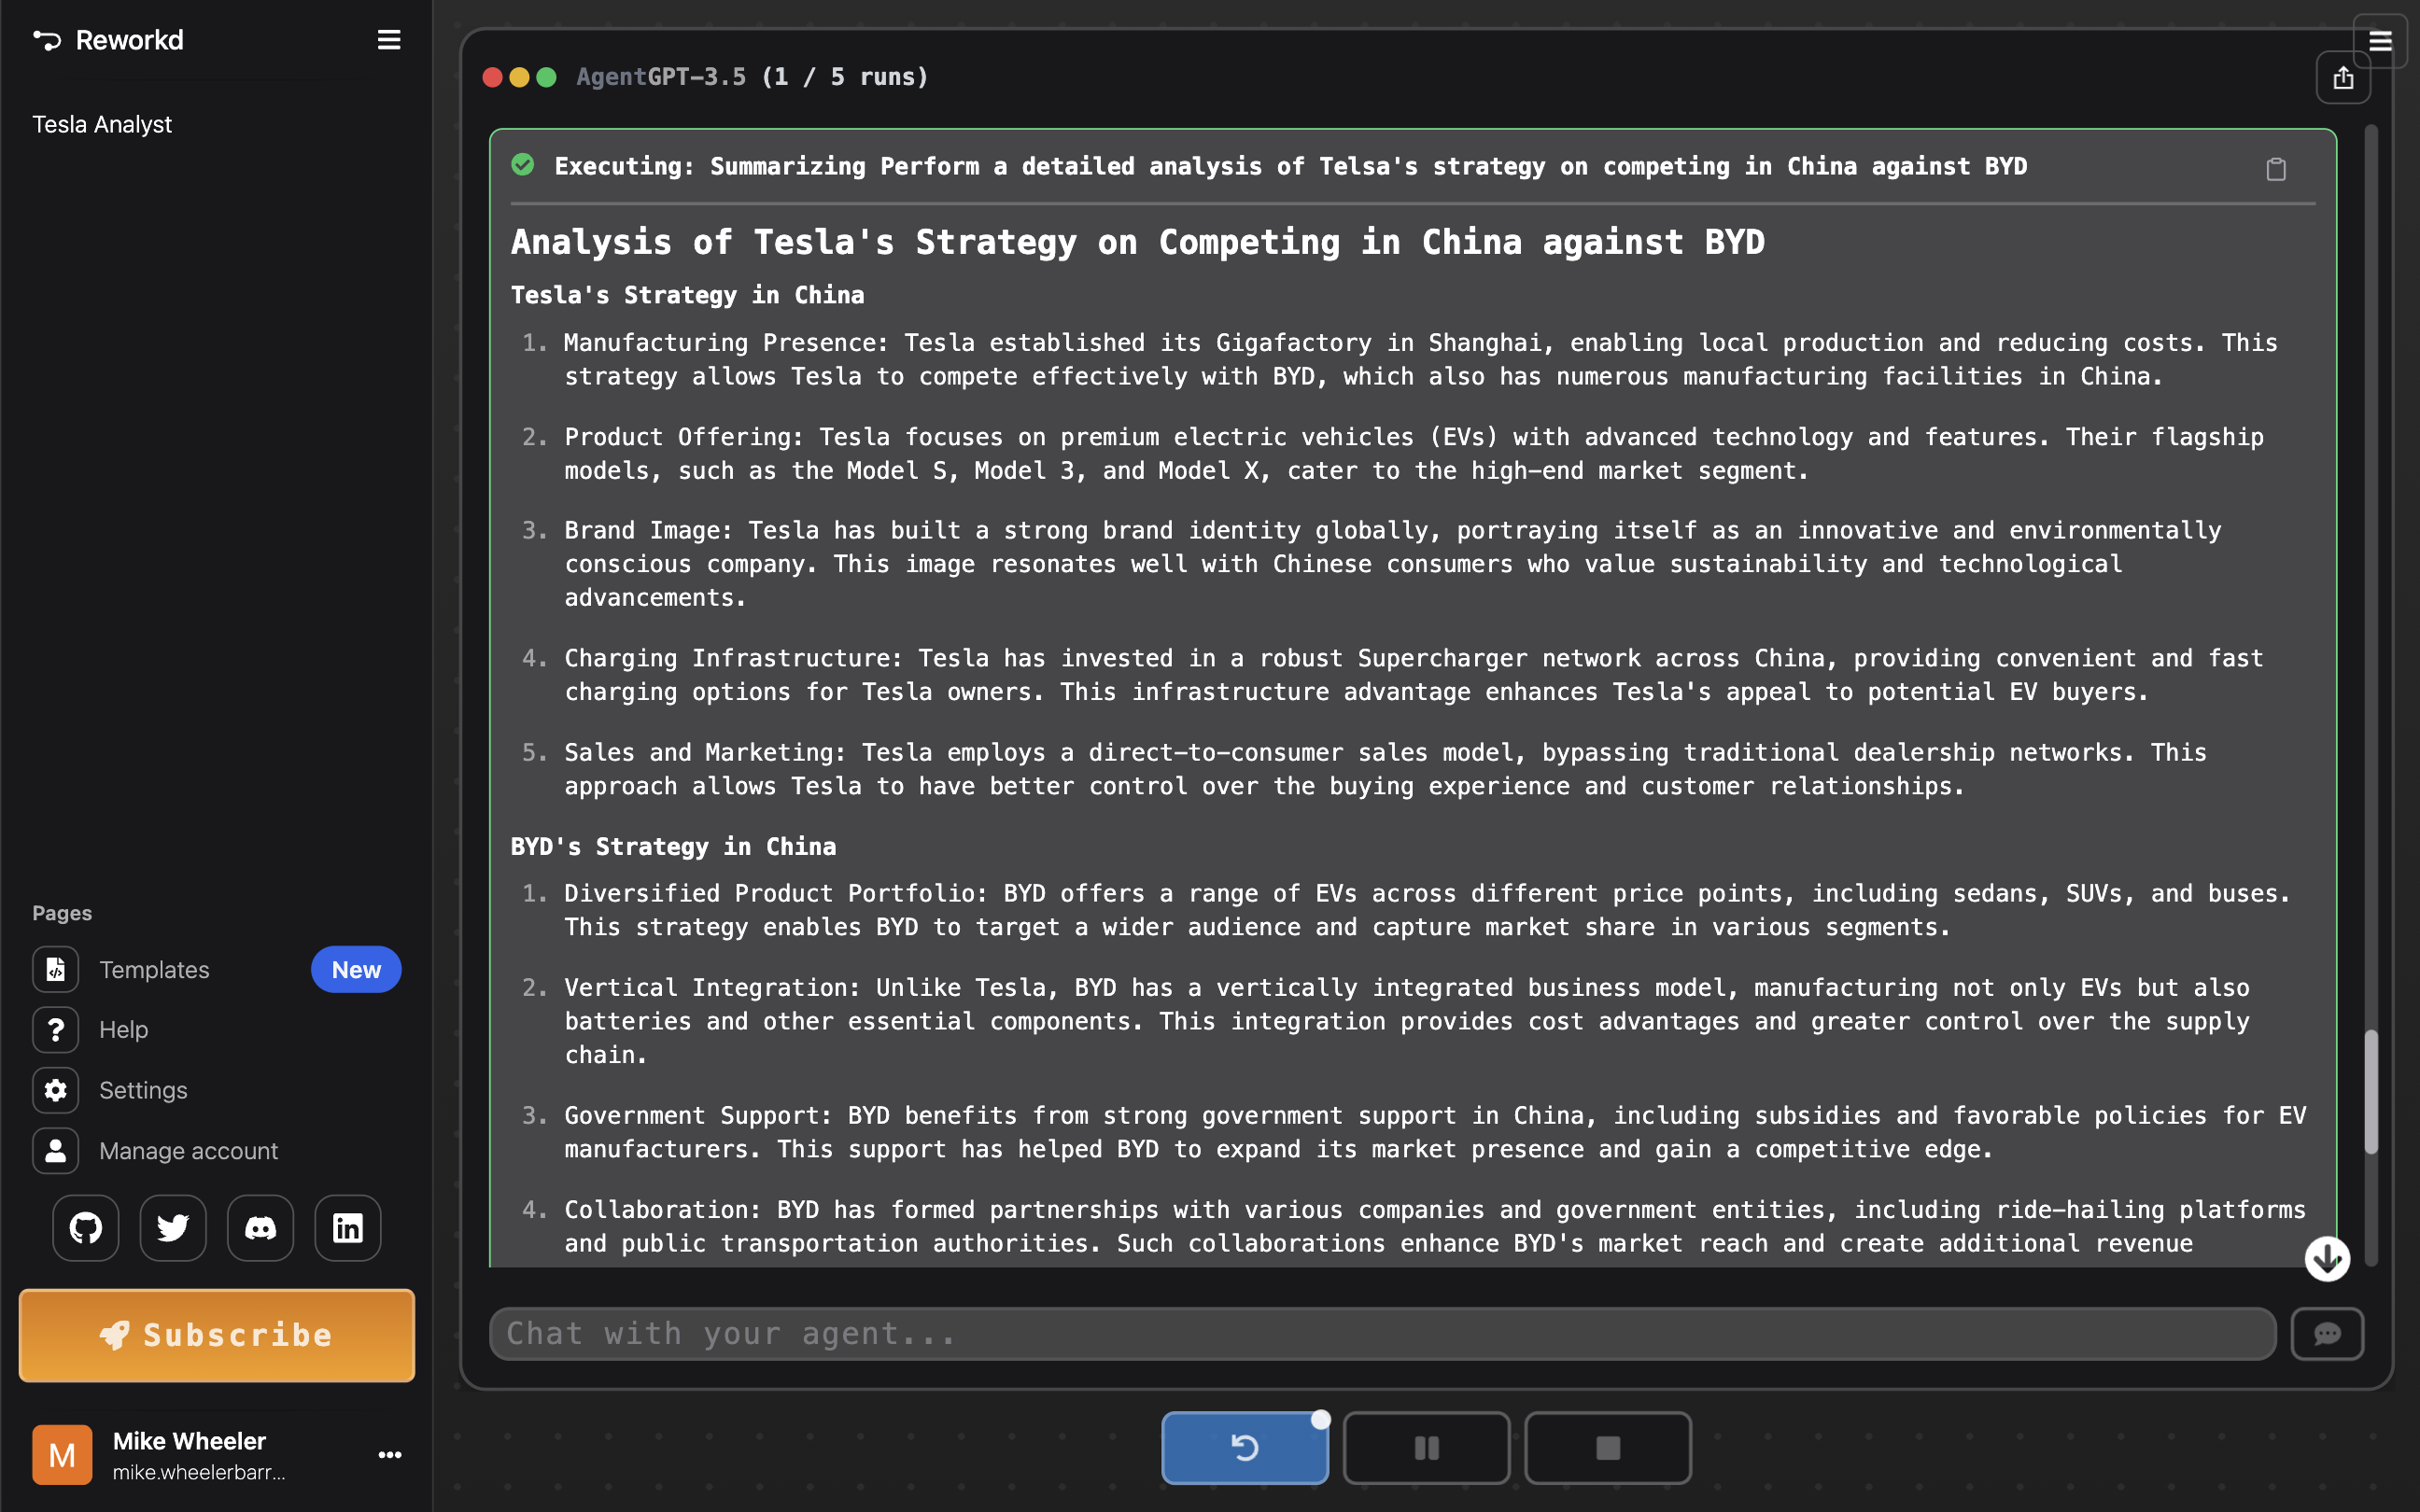 Reworkd
Tesla Analyst
Pages
Templates
New
Help
Settings
Manage account
Subscribe
M
Mike Wheeler
mike.wheelerbarr...
AgentGPT-3.5 (1 / 5 runs)
Executing: Summarizing Perform a detailed analysis of Telsa's strategy on competing in China against BYD
Analysis of Tesla's Strategy on Competing in China against BYD
Tesla's Strategy in China
1. Manufacturing Presence: Tesla established its Gigafactory in Shanghai, enabling local production and reducing costs. This
strategy allows Tesla to compete effectively with BYD, which also has numerous manufacturing facilities in China.
2. Product Offering: Tesla focuses on premium electric vehicles (EVs) with advanced technology and features. Their flagship
models, such as the Model S, Model 3, and Model X, cater to the high-end market segment.
3. Brand Image: Tesla has built a strong brand identity globally, portraying itself as an innovative and environmentally
conscious company. This image resonates well with Chinese consumers who value sustainability and technological
advancements.
4. Charging Infrastructure: Tesla has invested in a robust Supercharger network across China, providing convenient and fast
charging options for Tesla owners. This infrastructure advantage enhances Tesla's appeal to potential EV buyers.
5. Sales and Marketing: Tesla employs a direct-to-consumer sales model, bypassing traditional dealership networks. This
approach allows Tesla to have better control over the buying experience and customer relationships.
BYD's Strategy in China
1. Diversified Product Portfolio: BYD offers a range of EVs across different price points, including sedans, SUVs, and buses.
This strategy enables BYD to target a wider audience and capture market share in various segments.
2. Vertical Integration: Unlike Tesla, BYD has a vertically integrated business model, manufacturing not only EVs but also
batteries and other essential components. This integration provides cost advantages and greater control over the supply
chain.
3. Government Support: BYD benefits from strong government support in China, including subsidies and favorable policies for EV
manufacturers. This support has helped BYD to expand its market presence and gain a competitive edge.
4. Collaboration: BYD has formed partnerships with various companies and government entities, including ride-hailing platforms
and public transportation authorities. Such collaborations enhance BYD's market reach and create additional revenue
Chat with your agent...